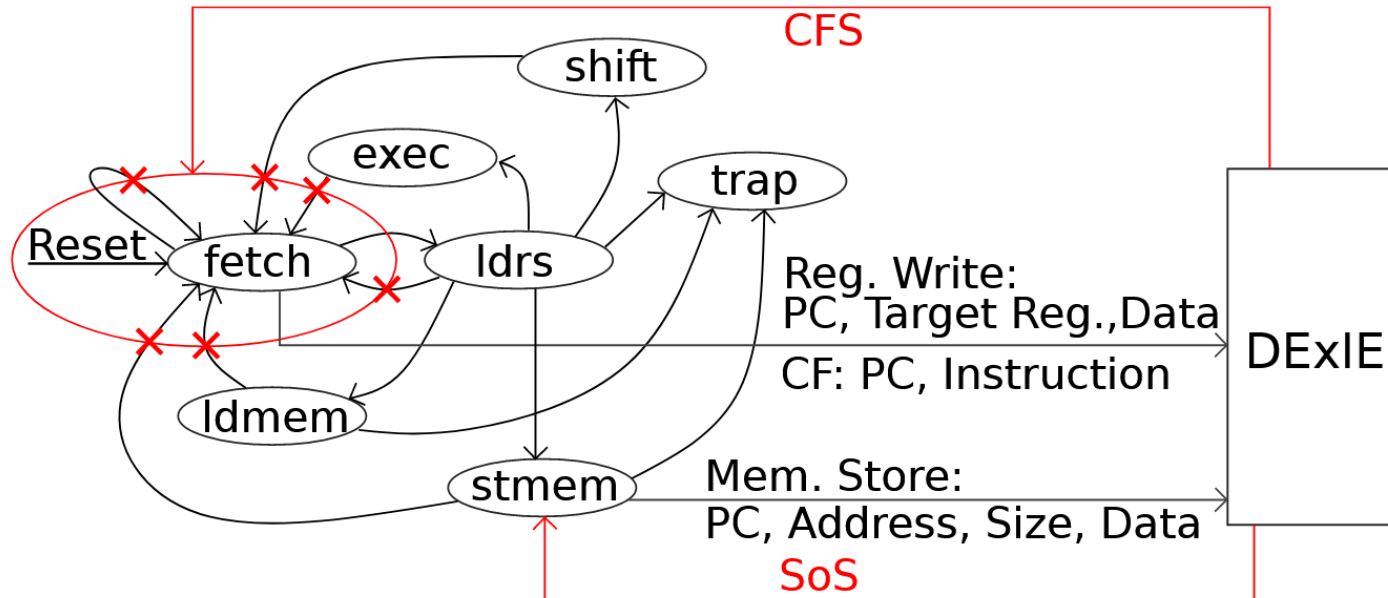 CFS
shift
exec
trap
Reset
fetch
ldrs
Reg. Write:
PC, Target Reg.,Data
DExIE
CF: PC, Instruction
ldmem
stmem
Mem. Store:
PC, Address, Size, Data
SoS